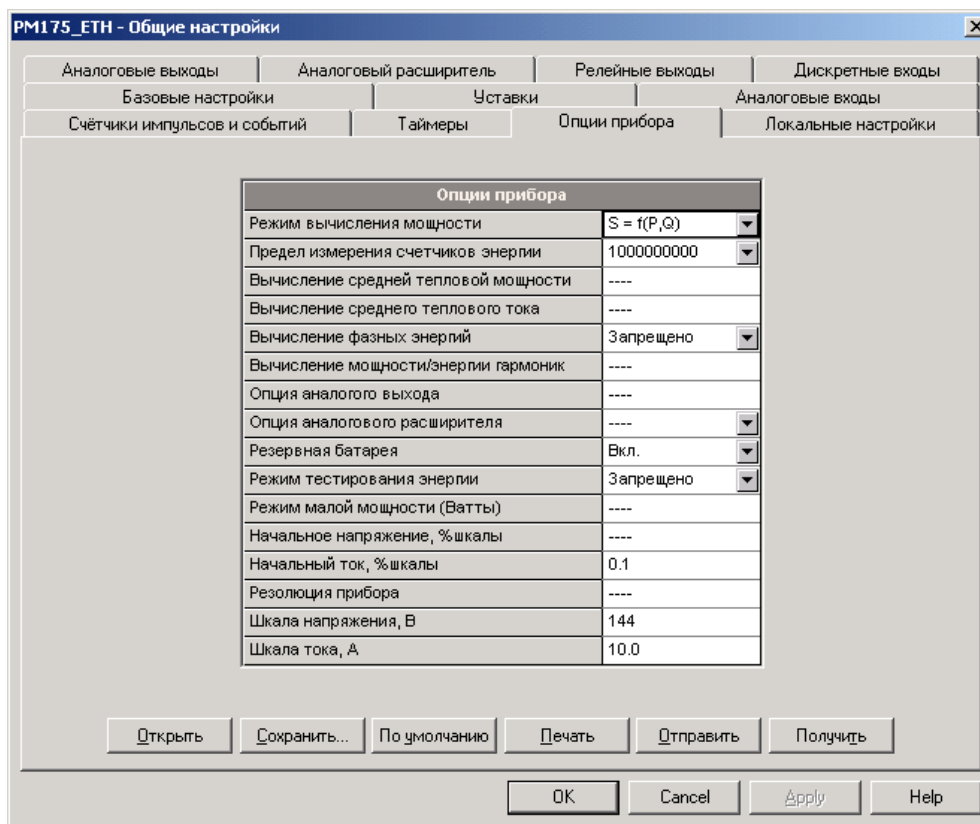 PM175_ETH - Общие настройки
Аналоговые выходы Аналоговый расширитель Релейные выходы Дискретные входы
Базовые настройки Уставки Аналоговые входы
Счётчики импульсов и событий Таймеры Опции прибора Локальные настройки
Опции прибора
Режим вычисления мощности S = f(P,Q)
Предел измерения счетчиков энергии 1000000000
Вычисление средней тепловой мощности ----
Вычисление среднего теплового тока ----
Вычисление фазных энергий Запрещено
Вычисление мощности/энергии гармоник ----
Опция аналогого выхода ----
Опция аналогового расширителя ----
Резервная батарея Вкл.
Режим тестирования энергии Запрещено
Режим малой мощности (Ватты) ----
Начальное напряжение, %шкалы ----
Начальный ток, %шкалы 0.1
Резолюция прибора ----
Шкала напряжения, В 144
Шкала тока, А 10.0
Открыть Сохранить... По умолчанию Печать Отправить Получить
OK Cancel Apply Help